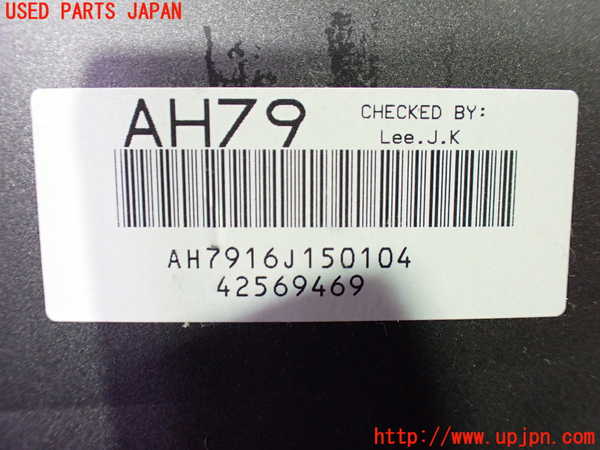 USED PARTS JAPAN
AH79
CHECKED BY:
Lee.J.K
AH7916J150104
42569469
http://www.upjpn.com/